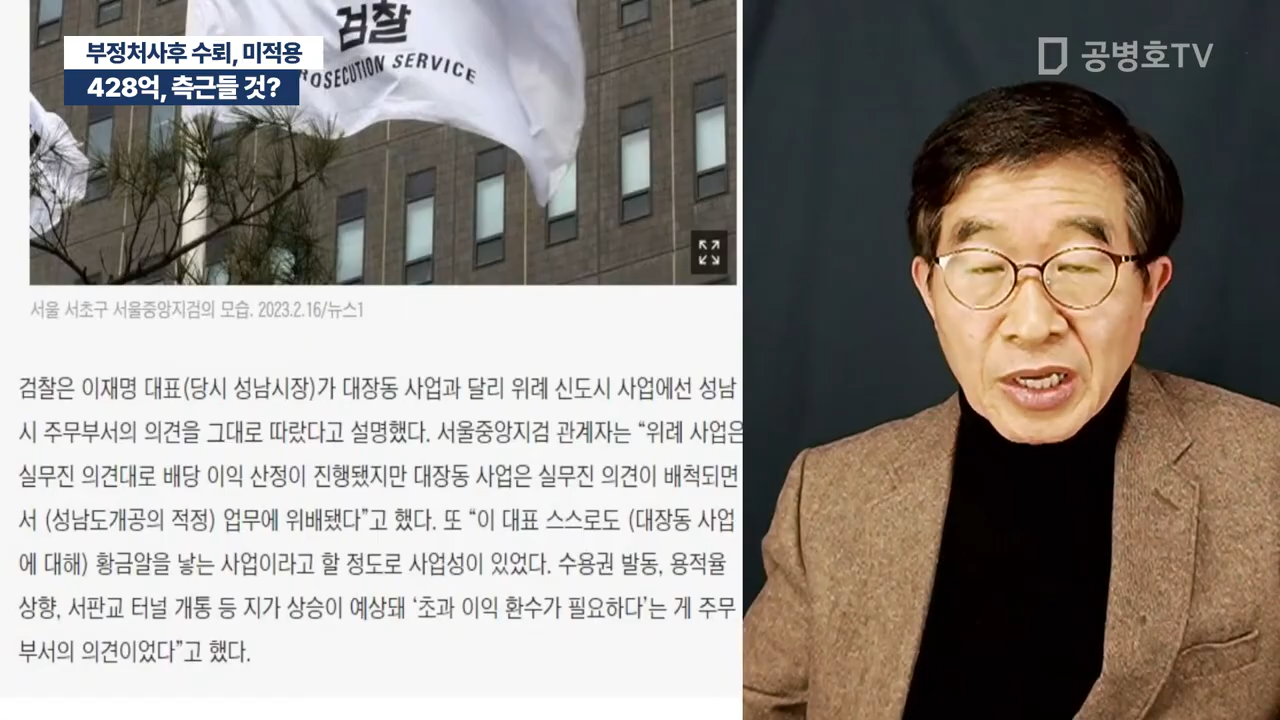 부정처사후 수뢰, 미적용
428억, 측근들 것?
검찰
ROSECUTION SERVICE
공병호TV
서울 서초구 서울중앙지검의 모습. 2023.2.16/뉴스1
검찰은 이재명 대표(당시 성남시장)가 대장동 사업과 달리 위례 신도시 사업에선 성남
시 주무부서의 의견을 그대로 따랐다고 설명했다. 서울중앙지검 관계자는 “위례 사업은
실무진 의견대로 배당 이익 산정이 진행됐지만 대장동 사업은 실무진 의견이 배척되면
서 (성남도개공의 적정) 업무에 위배됐다”고 했다. 또 “이 대표 스스로도 (대장동 사업
에 대해) 황금알을 낳는 사업이라고 할 정도로 사업성이 있었다. 수용권 발동, 용적율
상향, 서판교 터널 개통 등 지가 상승이 예상돼 ‘초과 이익 환수가 필요하다’는 게 주무
부서의 의견이었다”고 했다.